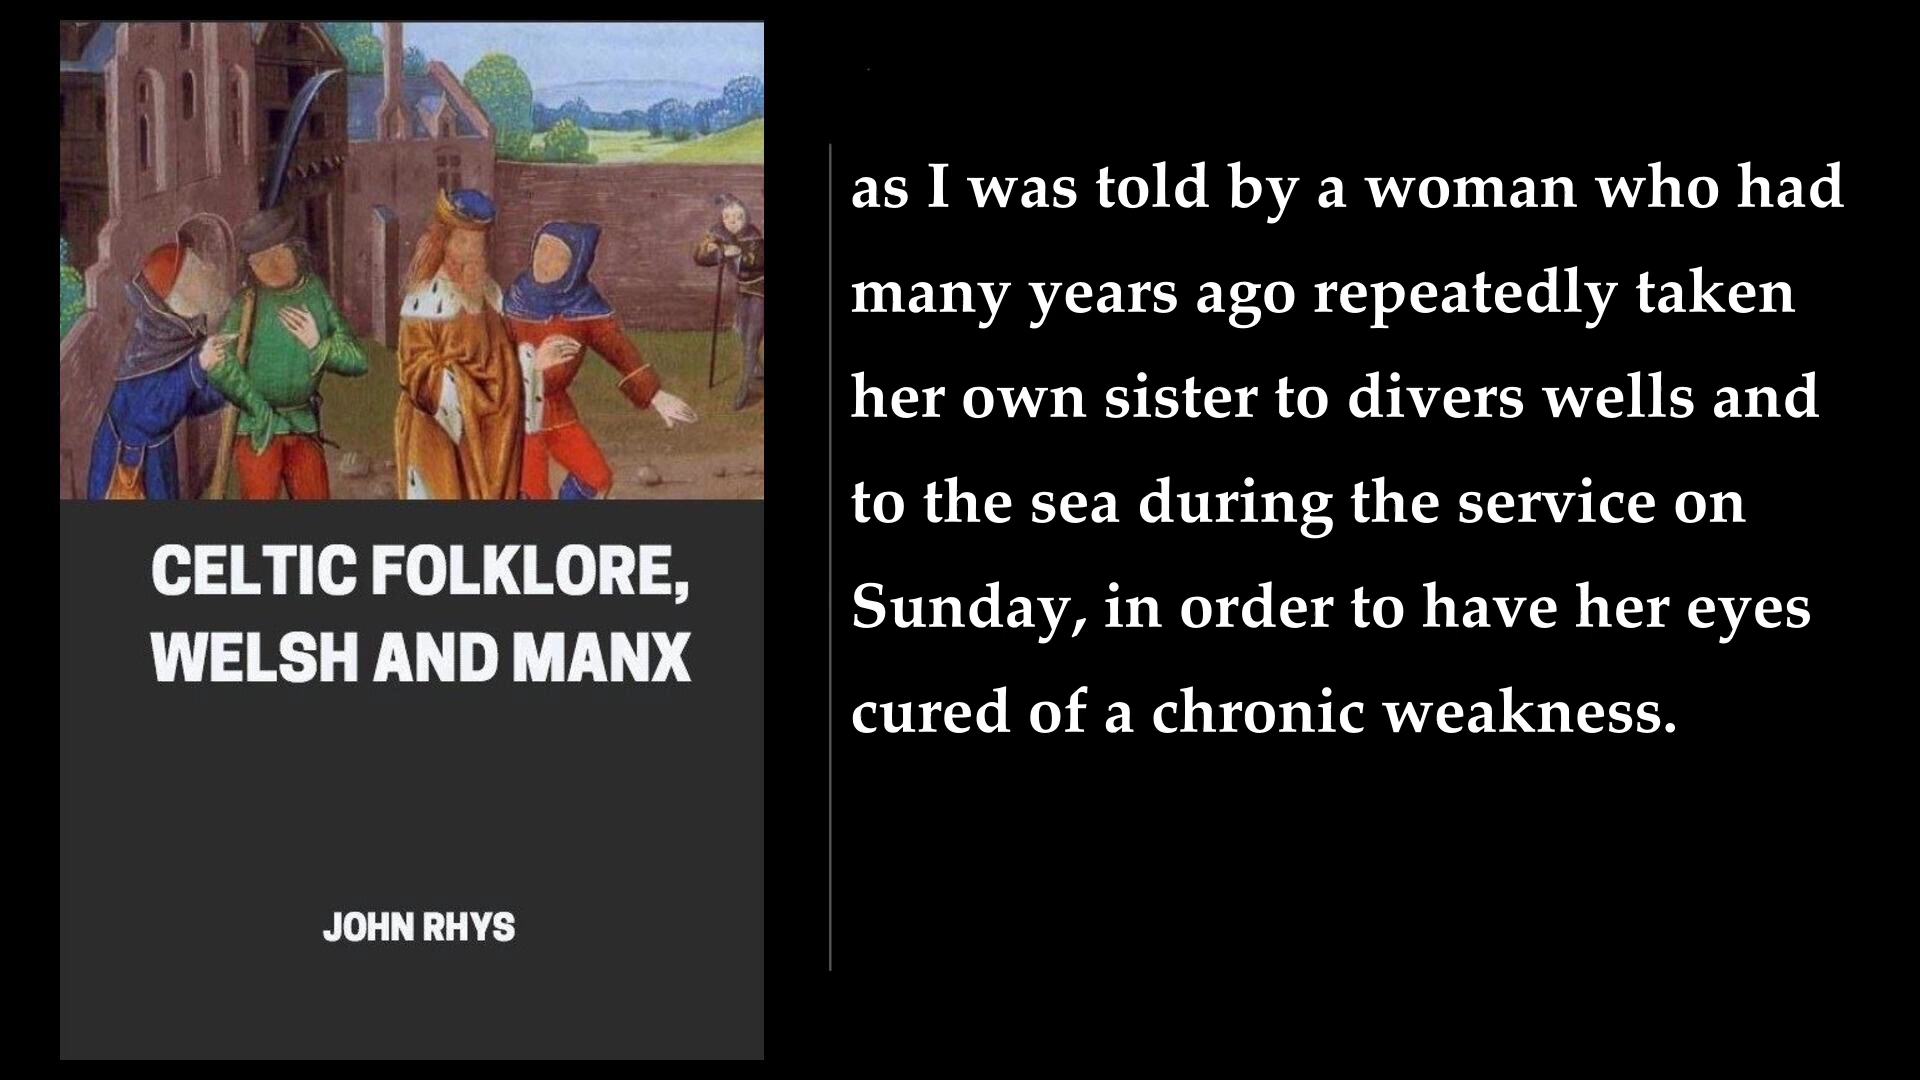 CELTIC FOLKLORE,
WELSH AND MANX
JOHN RHYS
as I was told by a woman who had
many years ago repeatedly taken
her own sister to divers wells and
to the sea during the service on
Sunday, in order to have her eyes
cured of a chronic weakness.